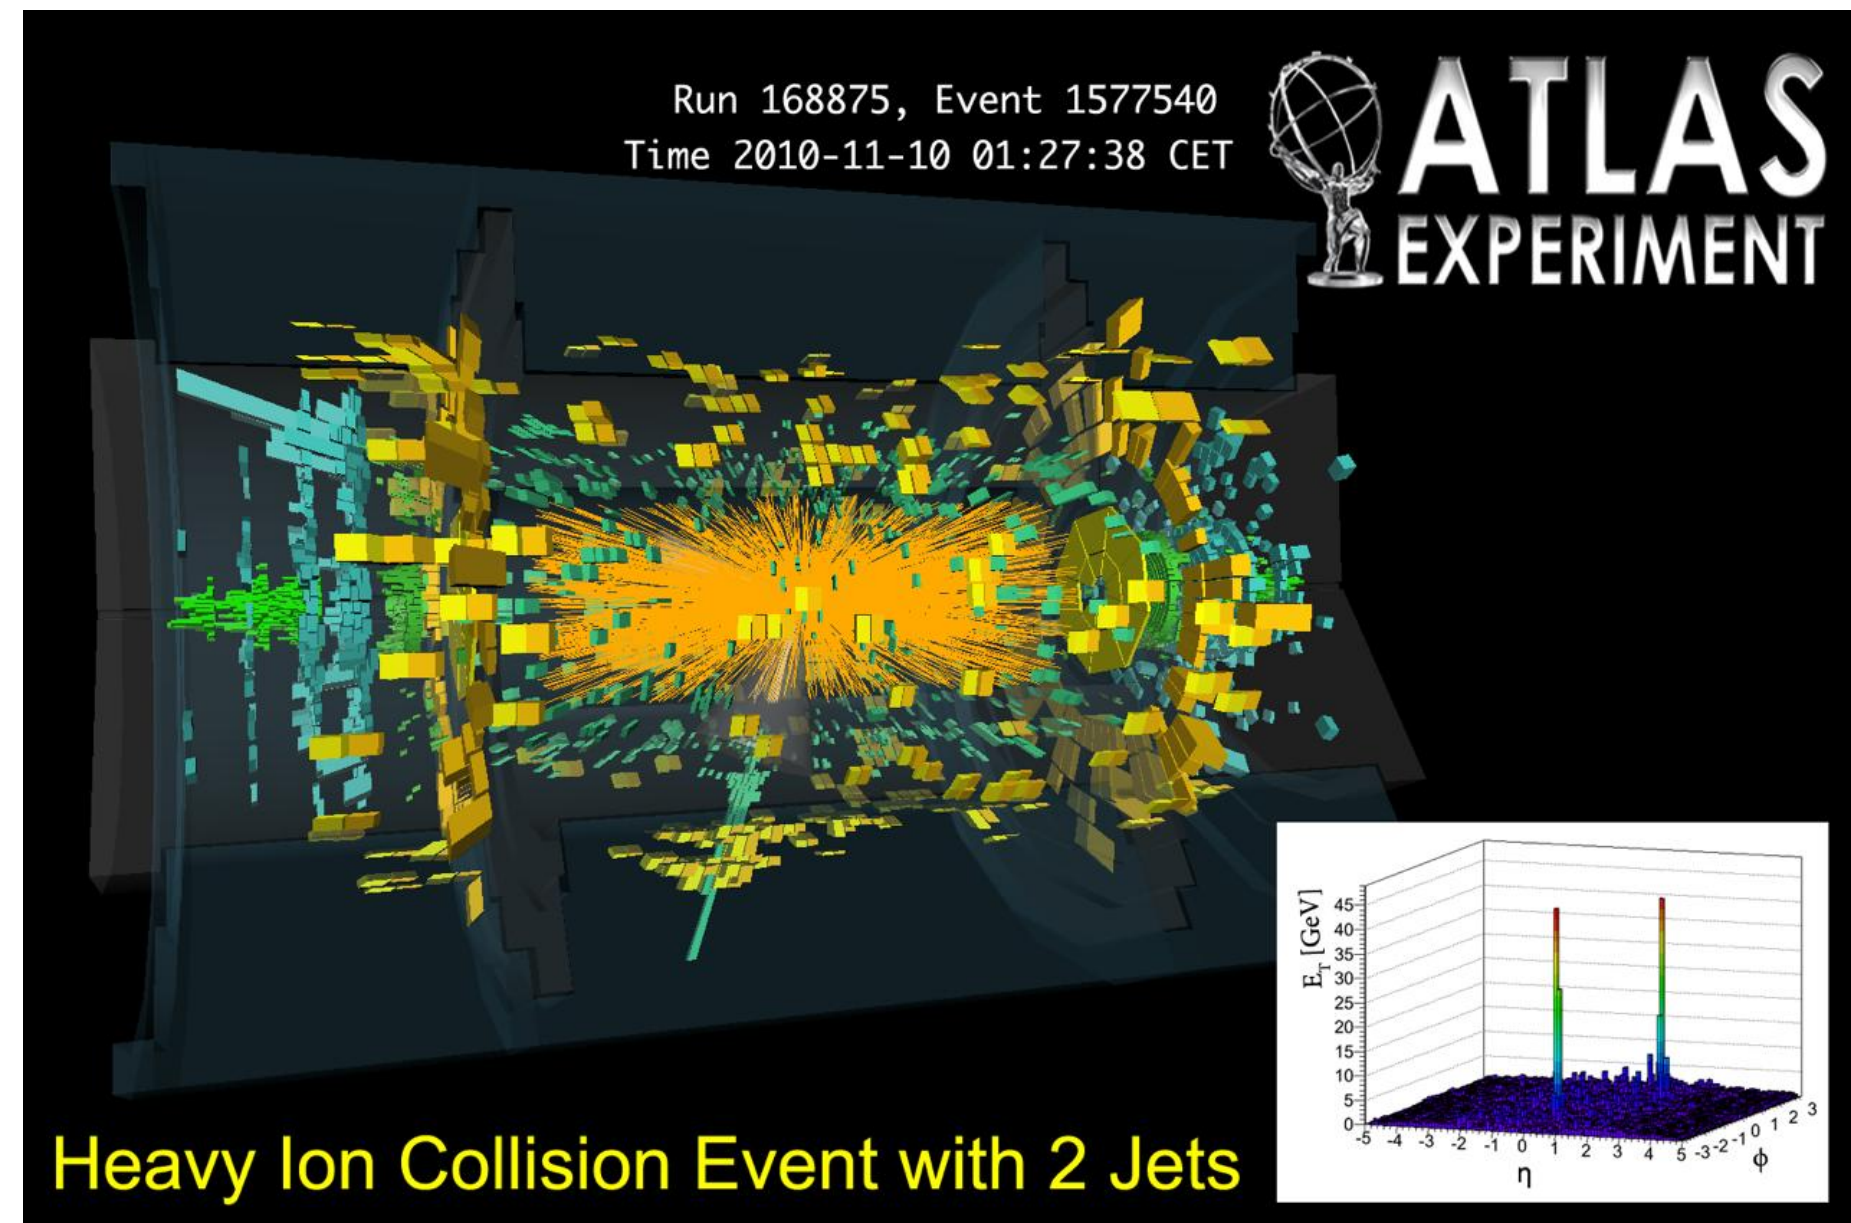 Run 168875, Event 1577540
Time 2010-11-10 01:27:38 CET
ATLAS
EXPERIMENT
Heavy Ion Collision Event with 2 Jets
E_T [GeV]
45
40
35
30
25
20
15
10
5
0
-5 -4 -3 -2 -1 0 1 2 3 4 5
η
-3 -2 -1 0 1 2 3
ϕ